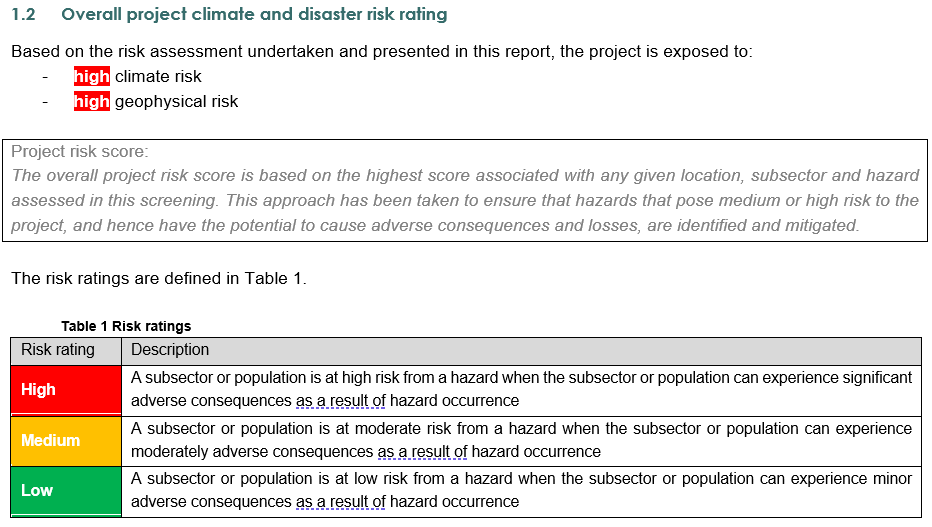 1.2 Overall project climate and disaster risk rating
Based on the risk assessment undertaken and presented in this report, the project is exposed to:
- high climate risk
- high geophysical risk
Project risk score:
The overall project risk score is based on the highest score associated with any given location, subsector and hazard
assessed in this screening. This approach has been taken to ensure that hazards that pose medium or high risk to the
project, and hence have the potential to cause adverse consequences and losses, are identified and mitigated.
The risk ratings are defined in Table 1.
Table 1 Risk ratings
Risk rating Description
High
A subsector or population is at high risk from a hazard when the subsector or population can experience significant
adverse consequences as a result of hazard occurrence
Medium
A subsector or population is at moderate risk from a hazard when the subsector or population can experience
moderately adverse consequences as a result of hazard occurrence
Low
A subsector or population is at low risk from a hazard when the subsector or population can experience minor
adverse consequences as a result of hazard occurrence